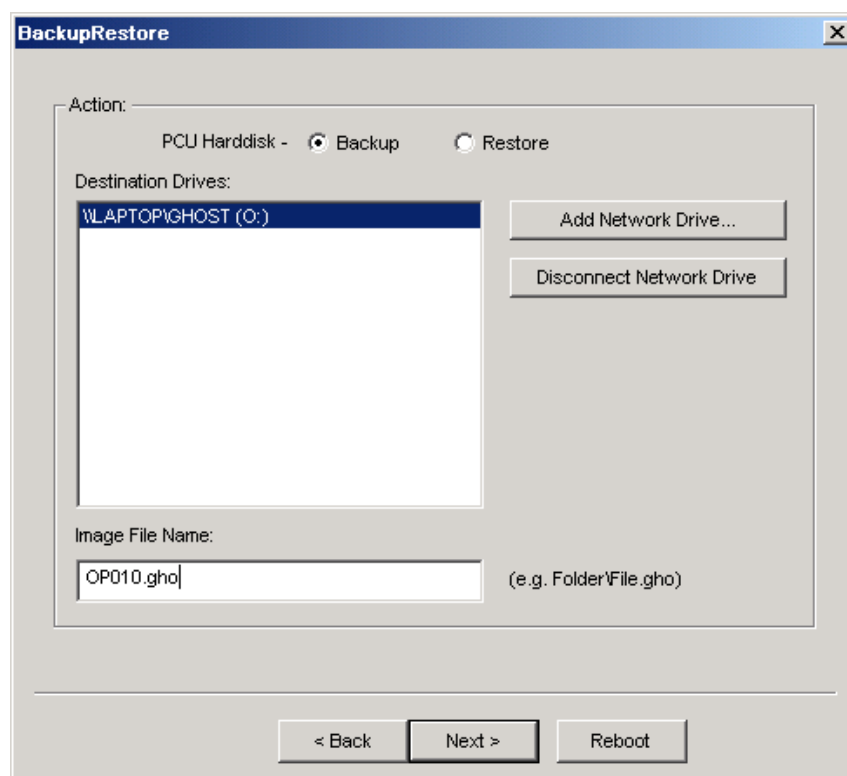 BackupRestore
Action:
PCU Harddisk - Backup Restore
Destination Drives:
\\LAPTOP\GHOST (O:)
Add Network Drive...
Disconnect Network Drive
Image File Name:
OP010.gho
(e.g. Folder\File.gho)
< Back Next > Reboot